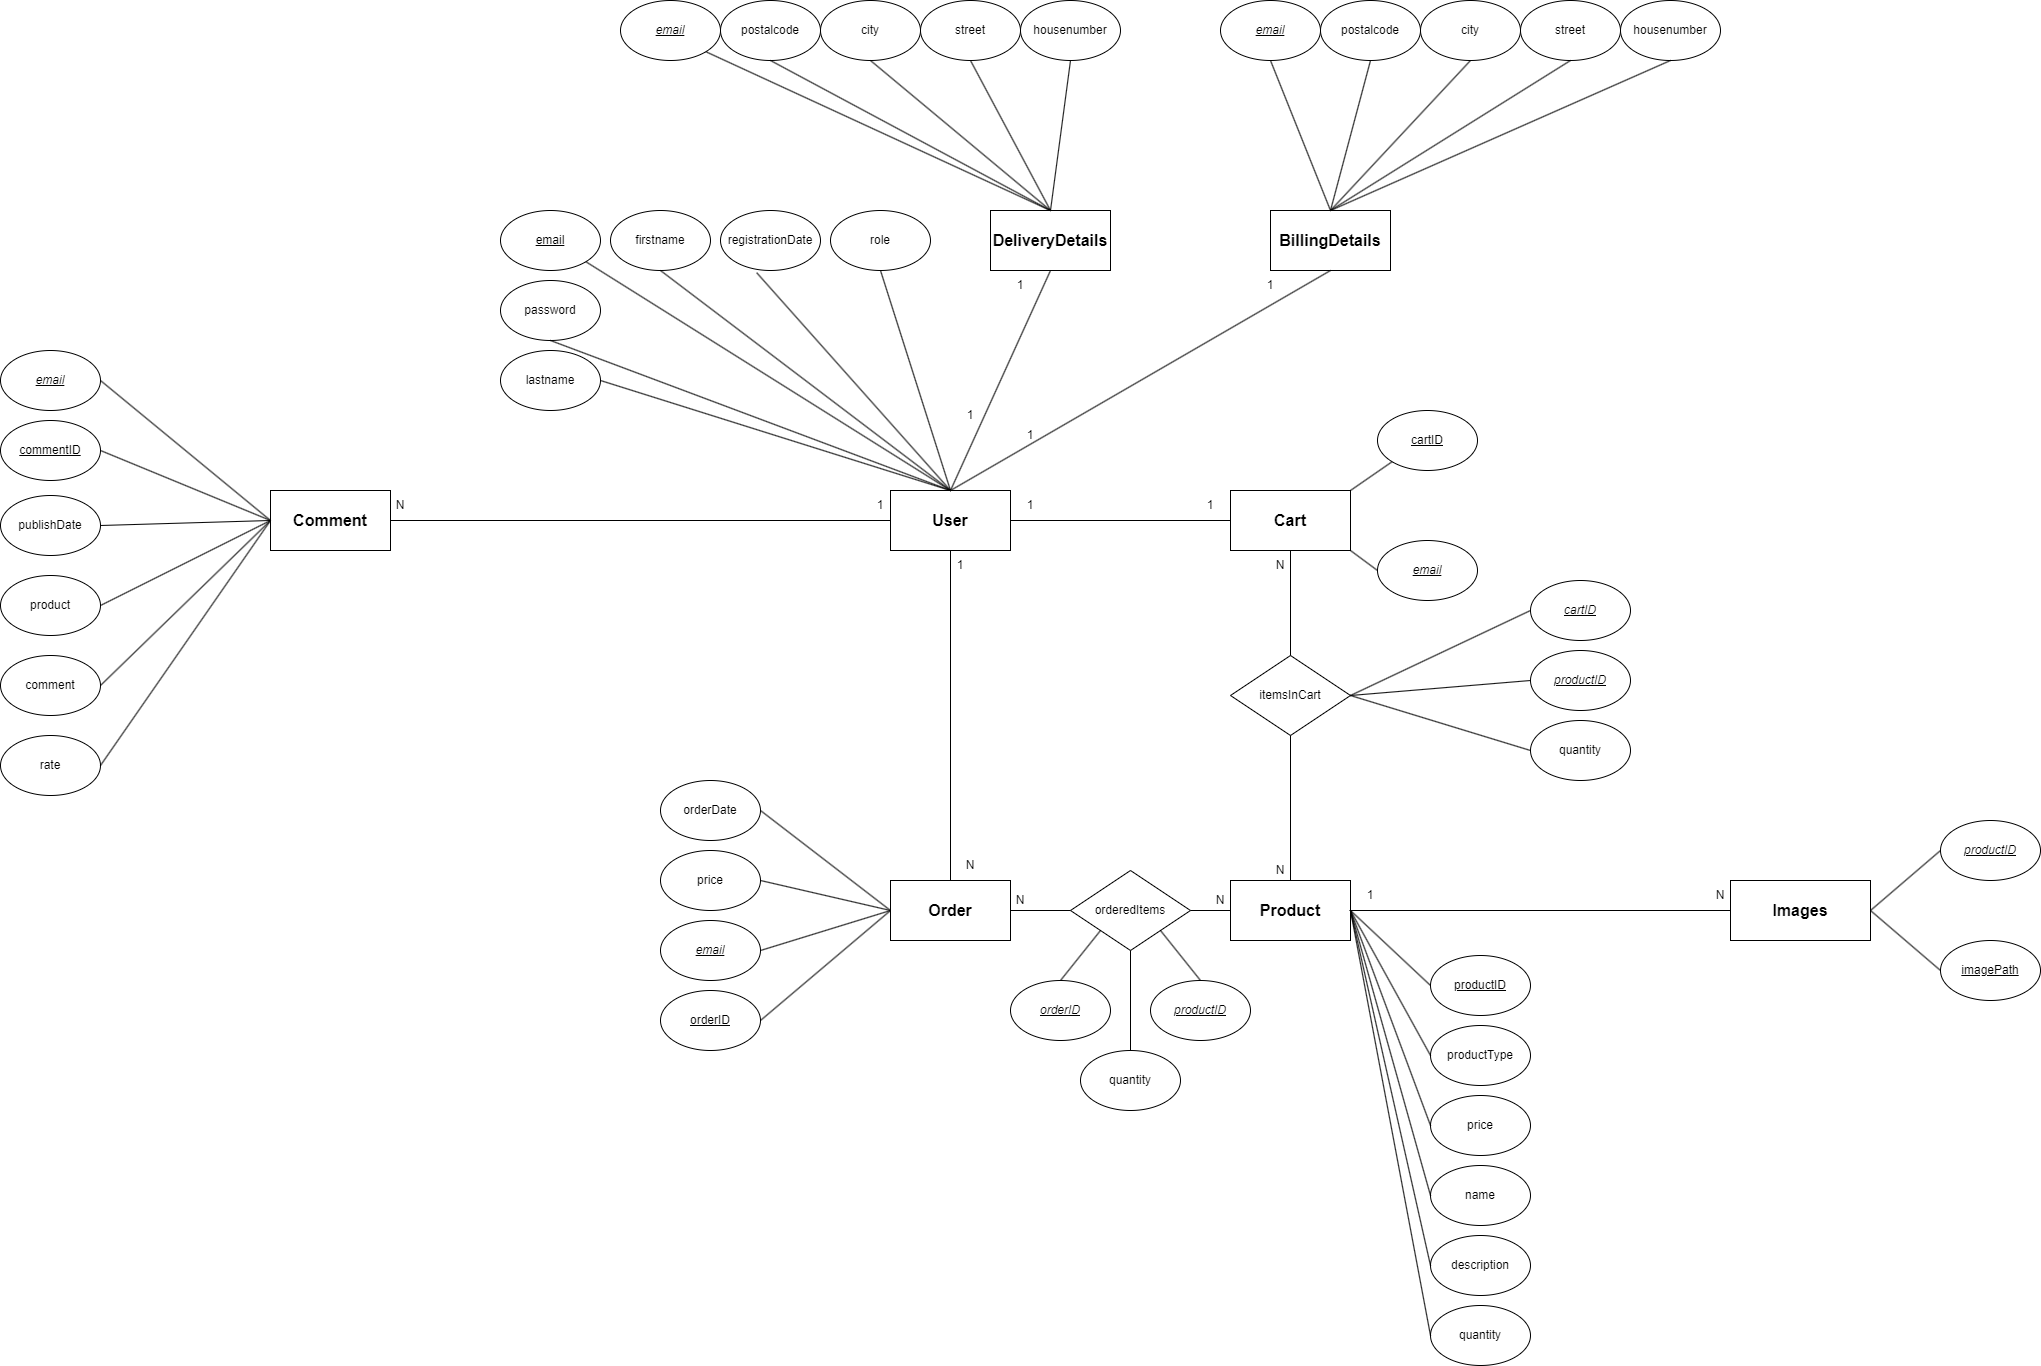 email
postalcode
city
street
housenumber
email
postalcode
city
street
housenumber
email
firstname
registrationDate
role
DeliveryDetails
BillingDetails
1
1
password
lastname
email
1
1
cartID
commentID
N
1
1
1
publishDate
Comment
User
Cart
1
N
email
product
cartID
comment
productID
itemsInCart
quantity
rate
orderDate
price
N
N
productID
N
N
1
N
Order
orderedItems
Product
Images
email
orderID
orderID
productID
quantity
imagePath
productID
productType
price
name
description
quantity